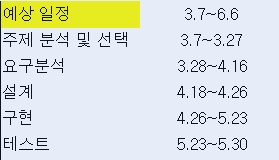 예상 일정 3.7~6.6
주제 분석 및 선택 3.7~3.27
요구분석 3.28~4.16
설계 4.18~4.26
구현 4.26~5.23
테스트 5.23~5.30